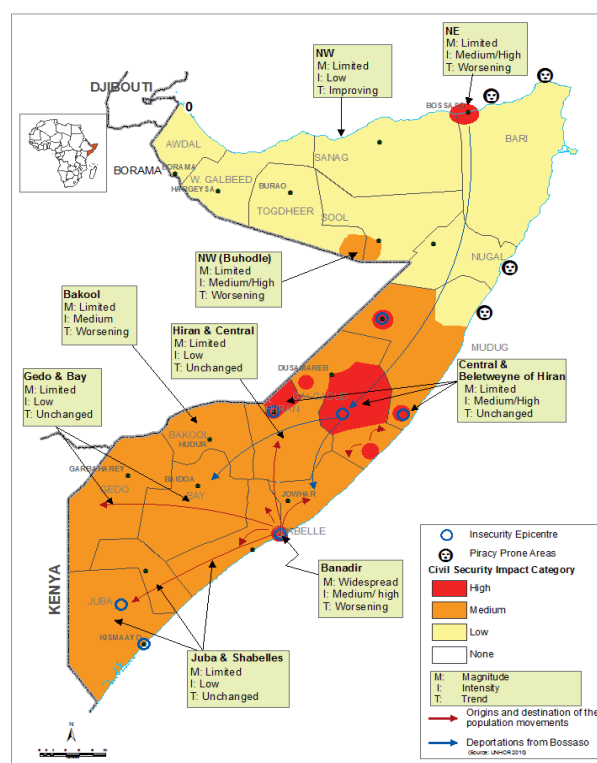 NE
M: Limited
I: Medium/High
T: Worsening
NW
M: Limited
I: Low
T: Improving
DJIBOUTI
0
BARI
AWDAL
SANAG
BORAMA
BORAMA
W. GALBEED
HARGEYSA
BURAO
TOGDHEER
SOOL
NUGAL
NW (Buhodle)
M: Limited
I: Medium/High
T: Worsening
Bakool
M: Limited
I: Medium
T: Worsening
Hiran & Central
M: Limited
I: Low
T: Unchanged
MUDUG
DUSAMAREB
Central &
Beletweyne of Hiran
M: Limited
I: Medium/High
T: Unchanged
Gedo & Bay
M: Limited
I: Low
T: Unchanged
BAKOOL
HUDUR
GARBAHAREY
GEDO
BAIDOA
BAY
JOWHAR
Banadir
M: Widespread
I: Medium/ high
T: Worsening
KENYA
JUBA
KISMAAYO
Juba & Shabelles
M: Limited
I: Low
T: Unchanged
Insecurity Epicentre
Piracy Prone Areas
Civil Security Impact Category
High
Medium
Low
None
M: Magnitude
I: Intensity
T: Trend
Origins and destination of the
population movements
Deportations from Bossaso
N